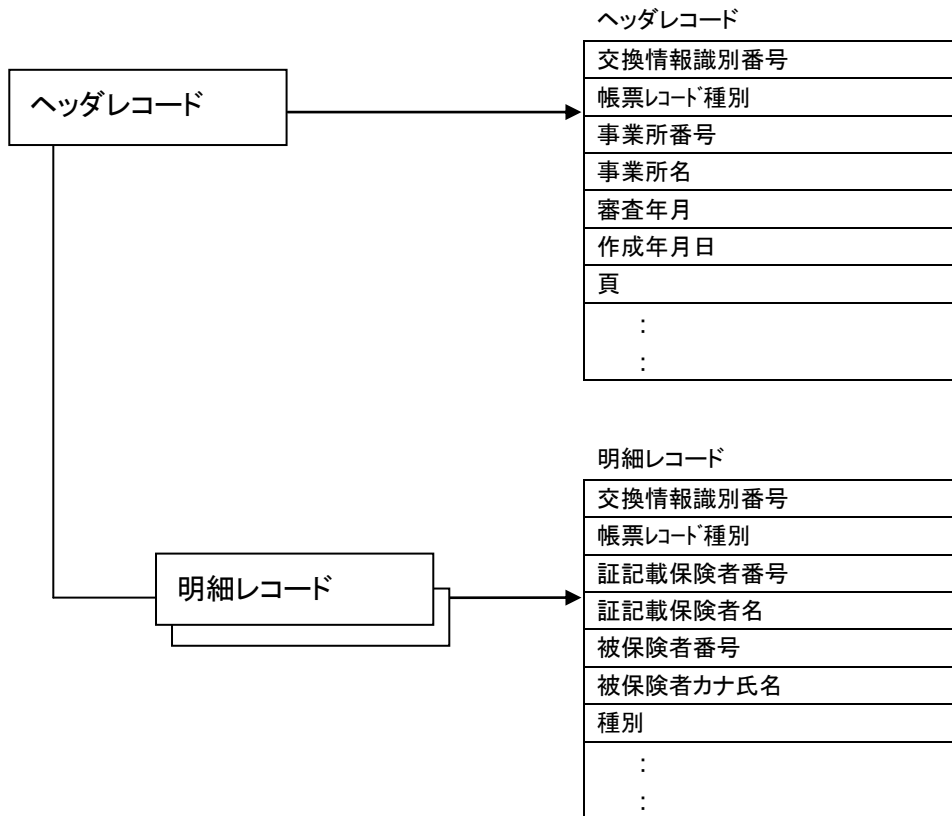 ヘッダレコード
ヘッダレコード
交換情報識別番号
帳票ﾚｺｰﾄﾞ種別
事業所番号
事業所名
審査年月
作成年月日
頁
:
:
明細レコード
明細レコード
交換情報識別番号
帳票ﾚｺｰﾄﾞ種別
証記載保険者番号
証記載保険者名
被保険者番号
被保険者カナ氏名
種別
:
: